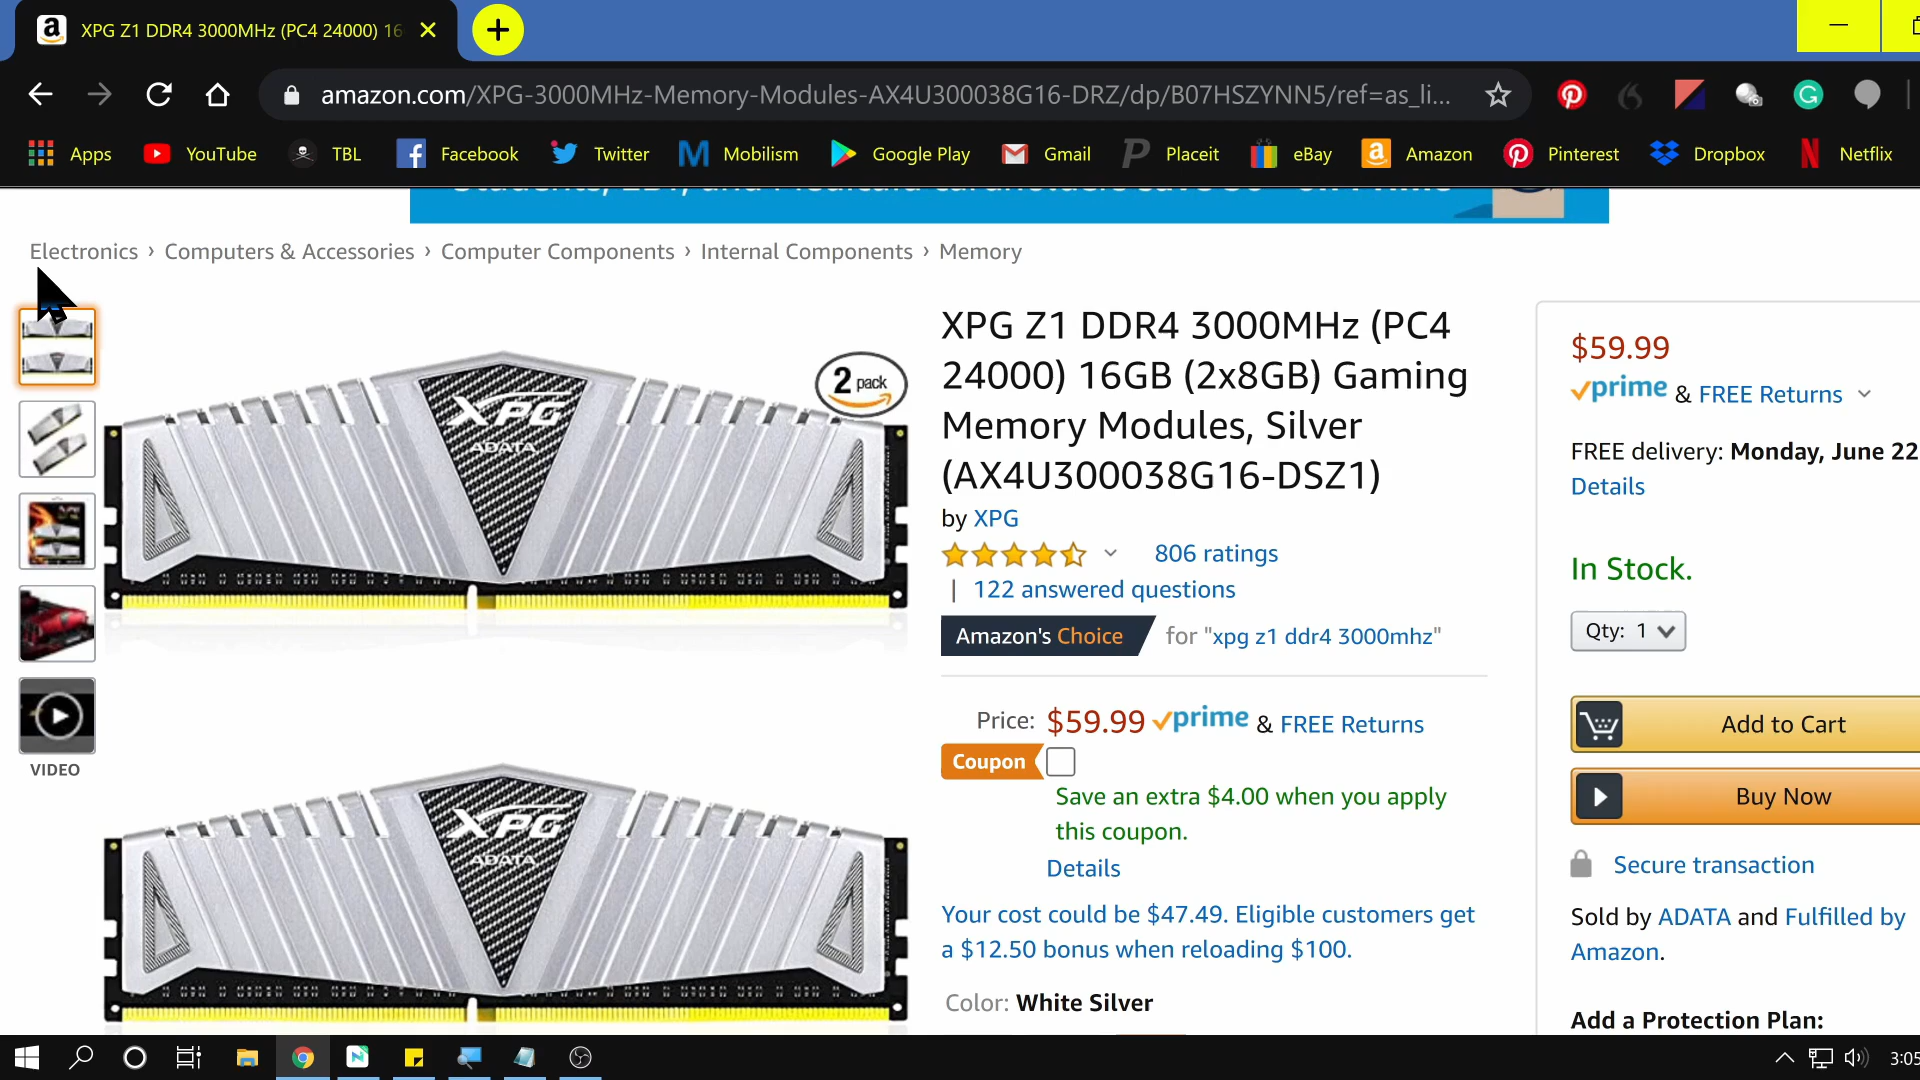 XPG Z1 DDR4 3000MHz (PC4 24000) 16
amazon.com/XPG-3000MHz-Memory-Modules-AX4U300038G16-DRZ/dp/B07HSZYNN5/ref=as_li...
Apps YouTube TBL Facebook Twitter Mobilism Google Play Gmail Placeit eBay Amazon Pinterest Dropbox Netflix
Electronics › Computers & Accessories › Computer Components › Internal Components › Memory
2 pack
XPG
ADATA
XPG
ADATA
VIDEO
XPG Z1 DDR4 3000MHz (PC4
24000) 16GB (2x8GB) Gaming
Memory Modules, Silver
(AX4U300038G16-DSZ1)
by XPG
806 ratings
| 122 answered questions
Amazon's Choice for "xpg z1 ddr4 3000mhz"
Price: $59.99 prime & FREE Returns
Coupon
Save an extra $4.00 when you apply
this coupon.
Details
Your cost could be $47.49. Eligible customers get
a $12.50 bonus when reloading $100.
Color: White Silver
$59.99
prime & FREE Returns
FREE delivery: Monday, June 22
Details
In Stock.
Qty: 1
Add to Cart
Buy Now
Secure transaction
Sold by ADATA and Fulfilled by
Amazon.
Add a Protection Plan:
3:05